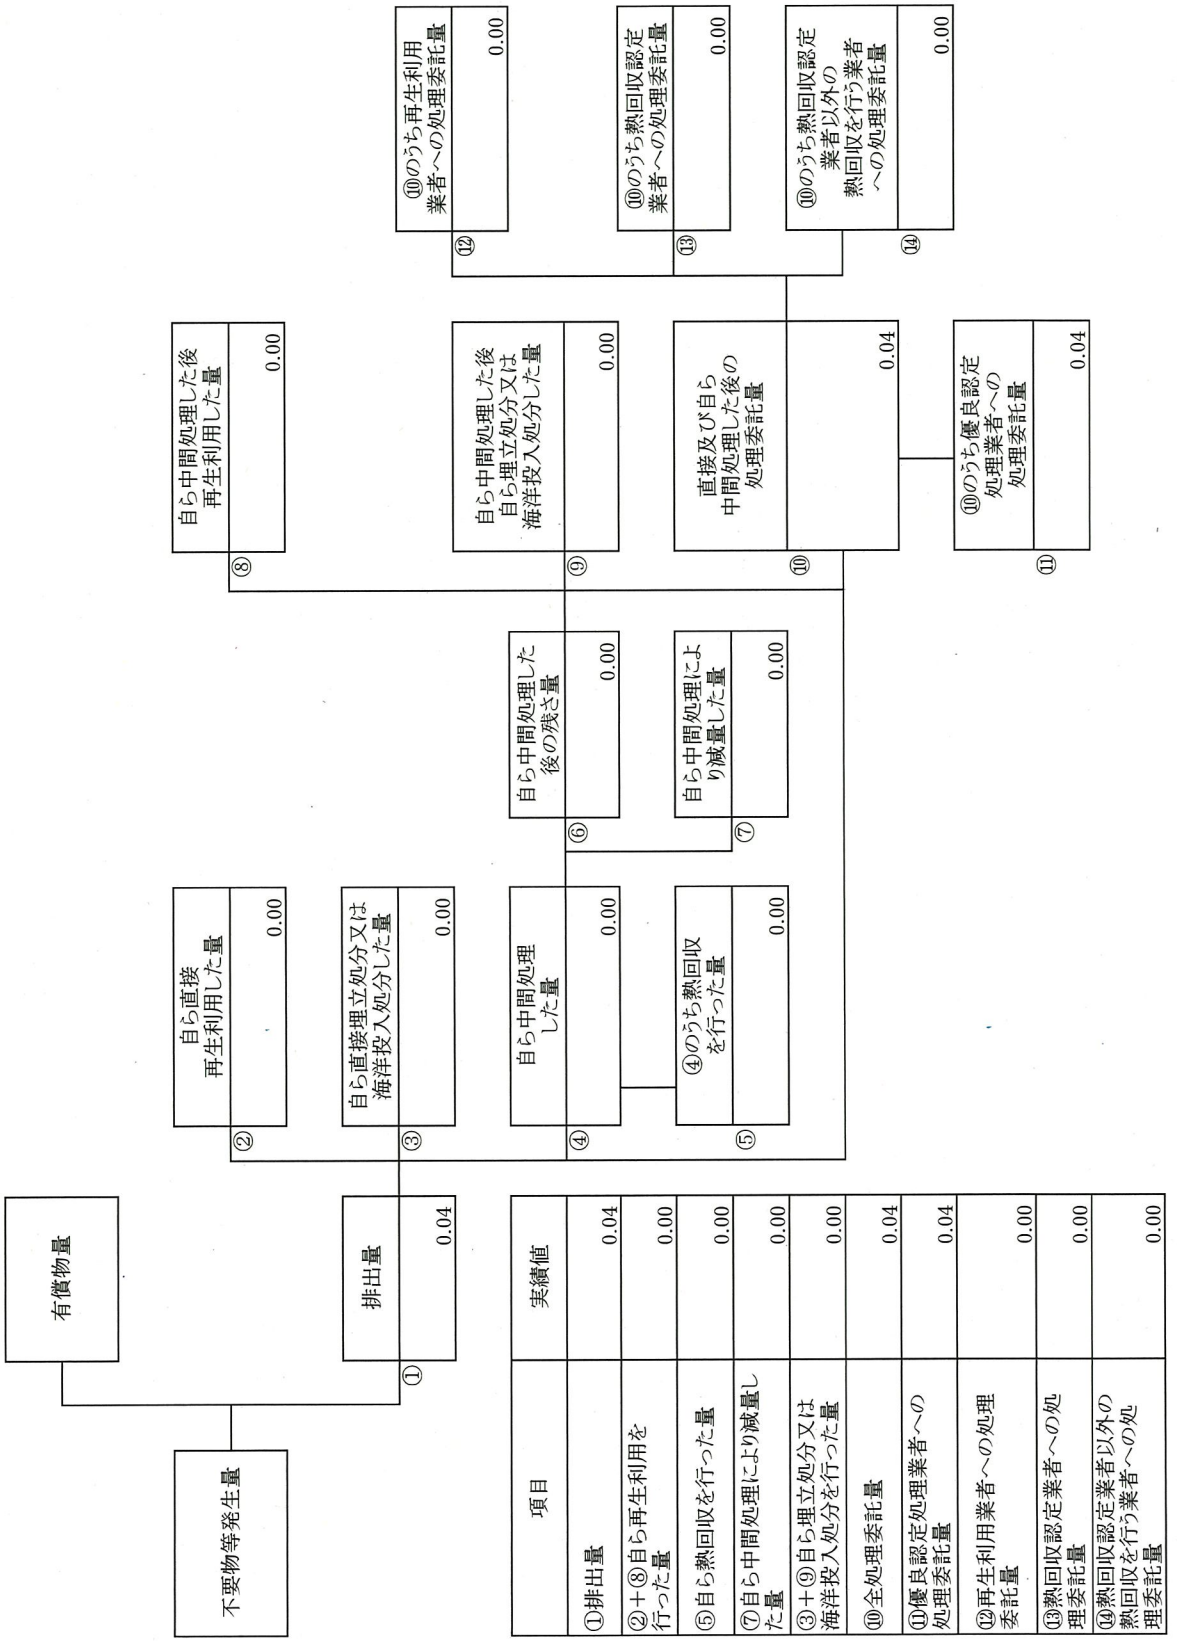 不要物等発生量
有償物量
①
排出量
0.04
②
自ら直接
再生利用した量
0.00
③
自ら直接埋立処分又は
海洋投入処分した量
0.00
④
自ら中間処理
した量
0.00
⑤
④のうち熱回収
を行った量
0.00
⑥
自ら中間処理した
後の残さ量
0.00
⑦
自ら中間処理によ
り減量した量
0.00
⑧
自ら中間処理した後
再生利用した量
0.00
⑨
自ら中間処理した後
自ら埋立処分又は
海洋投入処分した量
0.00
⑩
直接及び自ら
中間処理した後の
処理委託量
0.04
⑪
⑩のうち優良認定
処理業者への
処理委託量
0.04
⑫
⑩のうち再生利用
業者への処理委託量
0.00
⑬
⑩のうち熱回収認定
業者への処理委託量
0.00
⑭
⑩のうち熱回収認定
業者以外の
熱回収を行う業者
への処理委託量
0.00
項目 実績値
①排出量 0.04
②+⑧自ら再生利用を
行った量 0.00
⑤自ら熱回収を行った量 0.00
⑦自ら中間処理により減量し
た量 0.00
③+⑨自ら埋立処分又は
海洋投入処分を行った量 0.00
⑩全処理委託量 0.04
⑪優良認定処理業者への
処理委託量 0.04
⑫再生利用業者への処理
委託量 0.00
⑬熱回収認定業者への処
理委託量 0.00
⑭熱回収認定業者以外の
熱回収を行う業者への処
理委託量 0.00